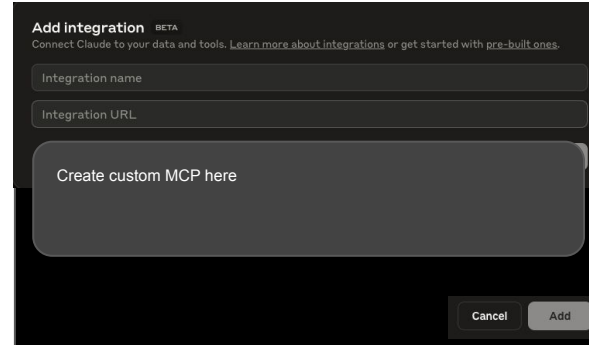 Add integration BETA
Connect Claude to your data and tools. Learn more about integrations or get started with pre-built ones.
Integration name
Integration URL
Create custom MCP here
Cancel Add